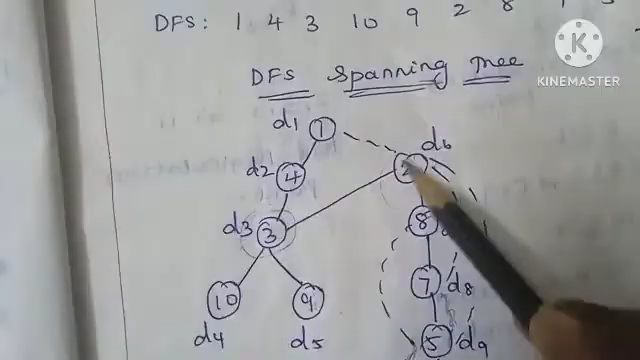 DFS: 1 4 3 10 9 2 8
K
KINEMASTER
DFS Spanning Tree
d1 1
d6
d2 4 2
d3 3 8
10 9 7 d8
d4 d5 5 d9